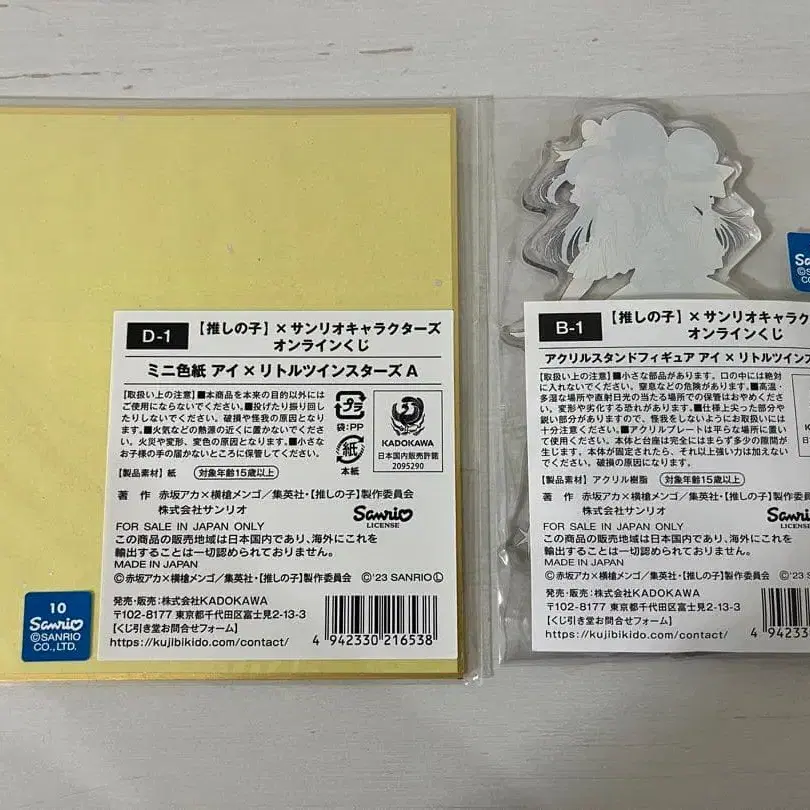 D-1
【推しの子】×サンリオキャラクターズ
オンラインくじ
ミニ色紙 アイ×リトルツインスターズ A
【取扱い上の注意】■本商品を本来の目的以外には
ご使用にならないでください。■投げたり振り回し
たりしないでください。破損や怪我の原因となりま
す。■火気などの熱源の近くに置かないでください。
火災や変形、変色の原因となります。■小さな
お子様の手の届かないところに保管してください。
プラ
袋:PP
紙
本紙
KADOKAWA
日本国内販売許諾
2095290
【製品素材】紙
対象年齢15歳以上
著 作 赤坂アカ×横槍メンゴ/集英社・【推しの子】製作委員会
株式会社サンリオ
Sanrio
LICENSE
FOR SALE IN JAPAN ONLY
この商品の販売地域は日本国内であり、海外にこれを
輸出することは一切認められておりません。
MADE IN JAPAN
©赤坂アカ×横槍メンゴ/集英社・【推しの子】製作委員会 ©'23 SANRIO Ⓛ
発売・販売:株式会社KADOKAWA
〒102-8177 東京都千代田区富士見2-13-3
【くじ引き堂お問合せフォーム】
https://kujibikido.com/contact/
4 942330 216538
10
Sanrio
©SANRIO
CO.,LTD.
B-1
【推しの子】×サンリオキャラク
オンラインくじ
アクリルスタンドフィギュア アイ×リトルツイン
【取扱い上の注意】■小さな部品があります。口の中には絶対
に入れないでください。窒息などの危険があります。■高温・
多湿な場所や直射日光の当たる場所での保管はおやめくださ
い。変形や劣化する恐れがあります。■仕様上尖った部分や
鋭い部分がありますので、怪我をしないようにお取扱いには
十分注意ください。■アクリルプレートは平らな場所に置い
て使用ください。本体と台座は完全にはまらず多少の隙間が
生じます。本体が固定されたら、それ以上強い力は加えない
でください。破損の原因になります。
【製品素材】アクリル樹脂
対象年齢15歳以上
著 作 赤坂アカ×横槍メンゴ/集英社・【推しの子】製作委員会
株式会社サンリオ
LICENSE
FOR SALE IN JAPAN ONLY
この商品の販売地域は日本国内であり、海外にこれを
輸出することは一切認められておりません。
MADE IN JAPAN
©赤坂アカ×横槍メンゴ/集英社・【推しの子】製作委員会
発売・販売:株式会社KADOKAWA
〒102-8177 東京都千代田区富士見2-13-3
【くじ引き堂お問合せフォーム】
https://kujibikido.com/contact/
4 94233